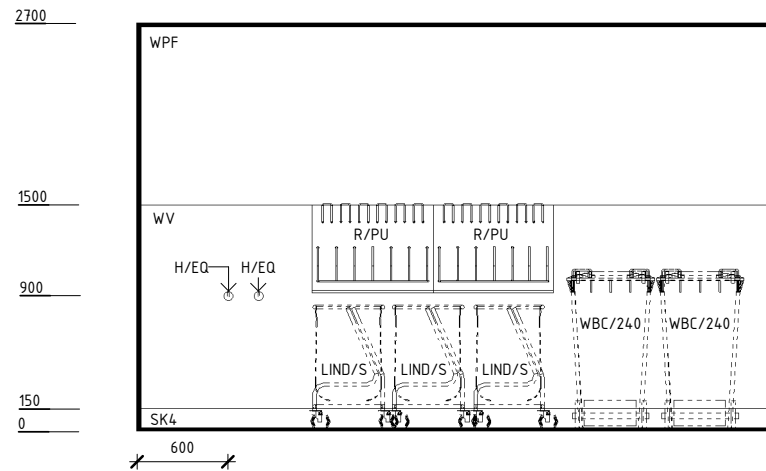 2700
WPF
1500
WV
R/PU R/PU
H/EQ H/EQ
900
WBC/240 WBC/240
LIND/S LIND/S LIND/S
150
SK4
0
600